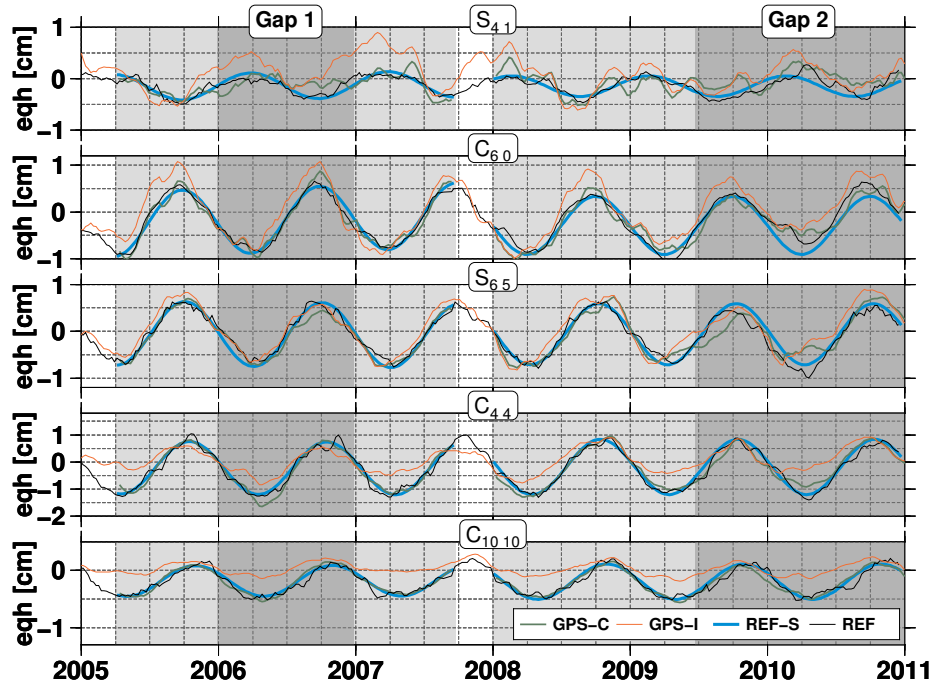 Gap 1
S4 1
Gap 2
eqh [cm]
1
0
−1
C6 0
eqh [cm]
1
0
−1
S6 5
eqh [cm]
1
0
−1
C4 4
eqh [cm]
1
0
−1
−2
C10 10
eqh [cm]
0
−1
GPS−C GPS−I REF−S REF
2005 2006 2007 2008 2009 2010 2011